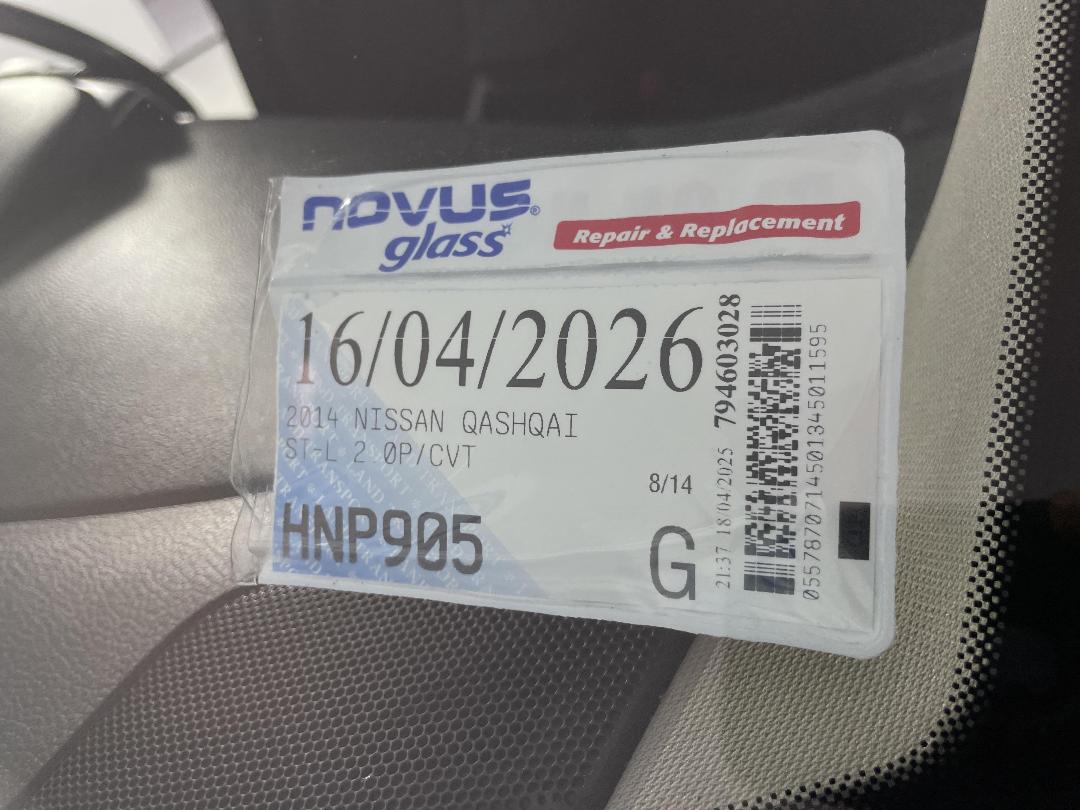 novus®
glass
Repair & Replacement
16/04/2026
2014 NISSAN QASHQAI
ST-L 2.0P/CVT
8/14
HNP905
G
21:37 18/04/2025 794603028
0557870714501345011595